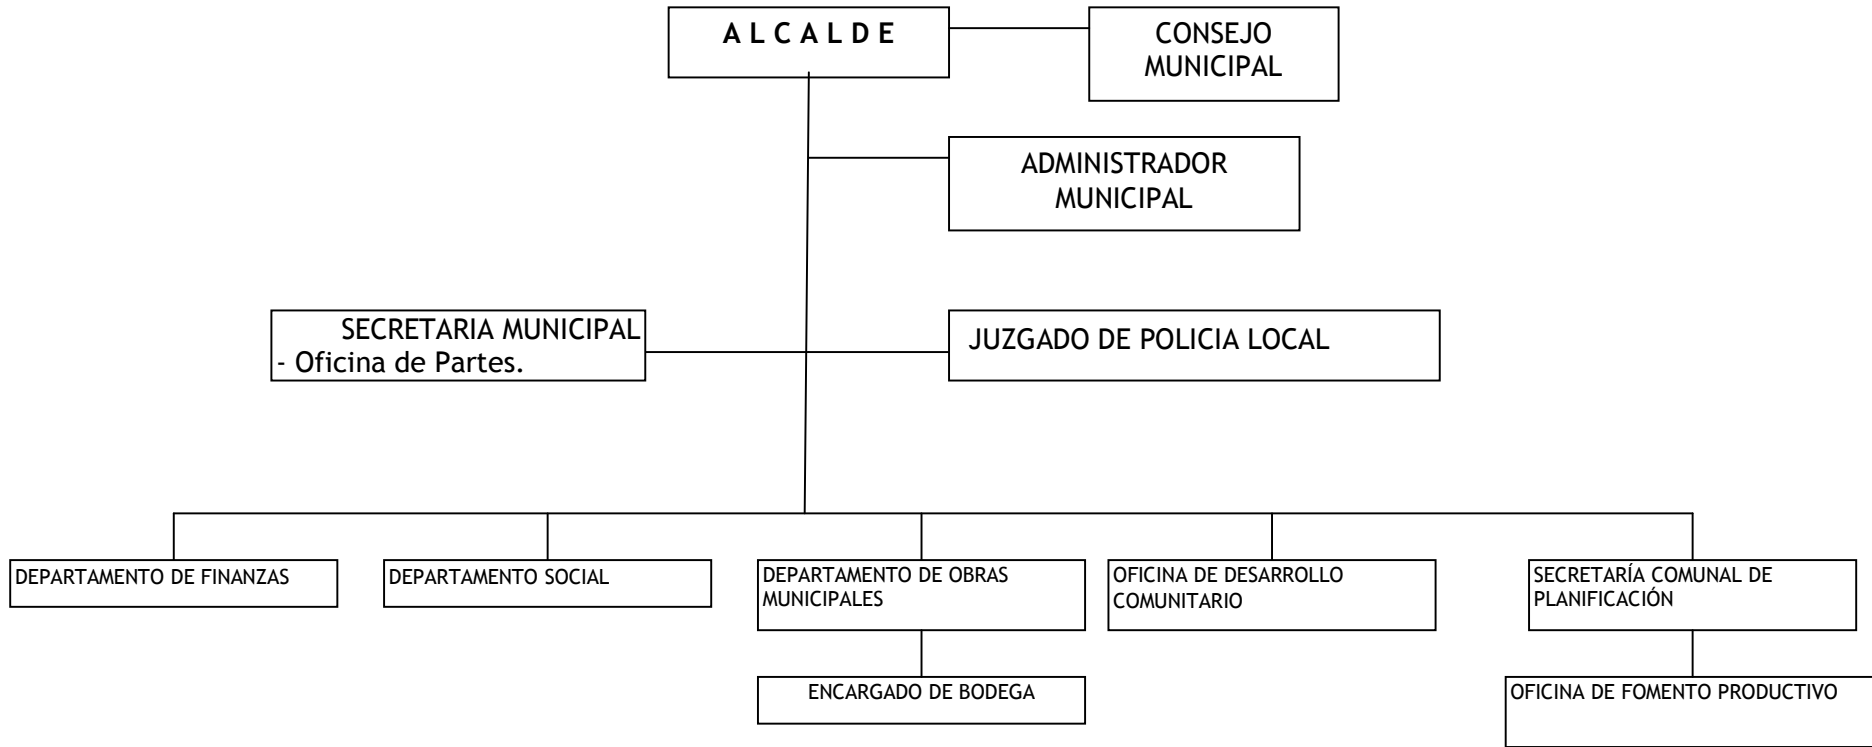 A L C A L D E
CONSEJO
MUNICIPAL
ADMINISTRADOR
MUNICIPAL
SECRETARIA MUNICIPAL
- Oficina de Partes.
JUZGADO DE POLICIA LOCAL
DEPARTAMENTO DE FINANZAS
DEPARTAMENTO SOCIAL
DEPARTAMENTO DE OBRAS
MUNICIPALES
OFICINA DE DESARROLLO
COMUNITARIO
SECRETARÍA COMUNAL DE
PLANIFICACIÓN
ENCARGADO DE BODEGA
OFICINA DE FOMENTO PRODUCTIVO